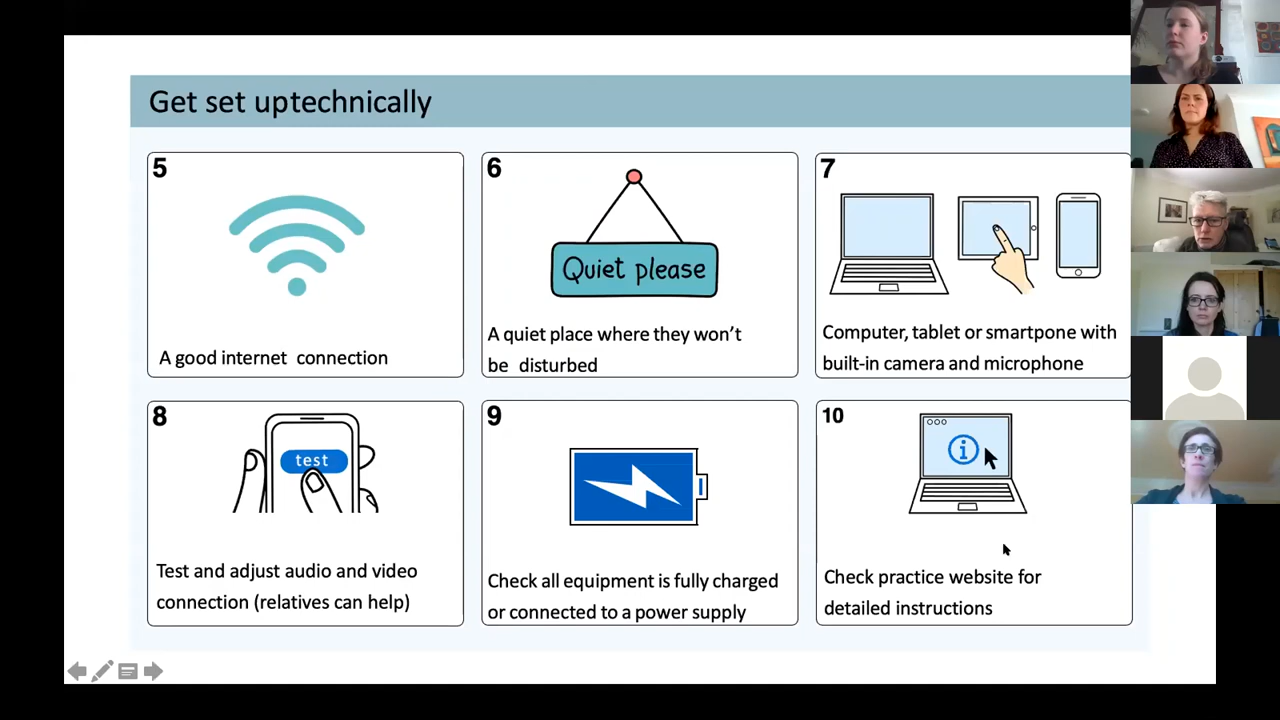 Get set uptechnically
5
A good internet connection
6
Quiet please
A quiet place where they won't
be disturbed
7
Computer, tablet or smartpone with
built-in camera and microphone
8
test
Test and adjust audio and video
connection (relatives can help)
9
Check all equipment is fully charged
or connected to a power supply
10
i
Check practice website for
detailed instructions